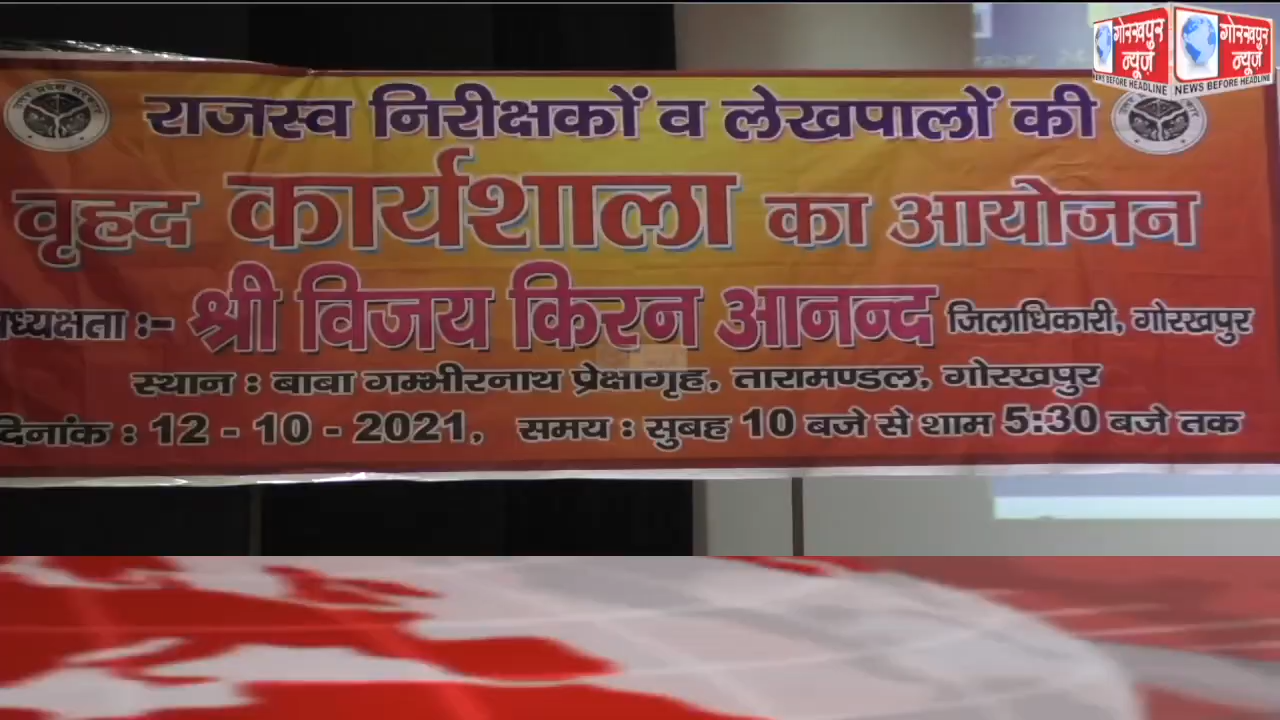 गोरखपुर
न्यूज़
NEWS BEFORE HEADLINE
गोरखपुर
न्यूज़
NEWS BEFORE HEADLINE
राजस्व निरीक्षकों व लेखपालों की
वृहद कार्यशाला का आयोजन
ध्यक्षता :- श्री विजय किरन आनन्द जिलाधिकारी, गोरखपुर
स्थान : बाबा गम्भीरनाथ प्रेक्षागृह, तारामण्डल, गोरखपुर
दिनांक : 12 - 10 - 2021, समय : सुबह 10 बजे से शाम 5:30 बजे तक